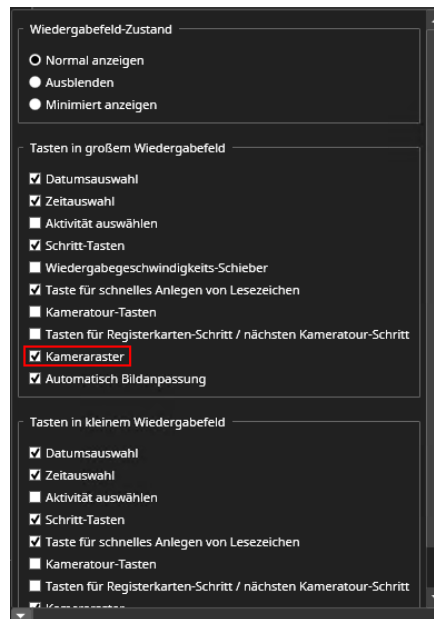 Wiedergabefeld-Zustand
Normal anzeigen
Ausblenden
Minimiert anzeigen
Tasten in großem Wiedergabefeld
Datumsauswahl
Zeitauswahl
Aktivität auswählen
Schritt-Tasten
Wiedergabegeschwindigkeits-Schieber
Taste für schnelles Anlegen von Lesezeichen
Kameratour-Tasten
Tasten für Registerkarten-Schritt / nächsten Kameratour-Schritt
Kameraraster
Automatisch Bildanpassung
Tasten in kleinem Wiedergabefeld
Datumsauswahl
Zeitauswahl
Aktivität auswählen
Schritt-Tasten
Taste für schnelles Anlegen von Lesezeichen
Kameratour-Tasten
Tasten für Registerkarten-Schritt / nächsten Kameratour-Schritt
Kameraraster